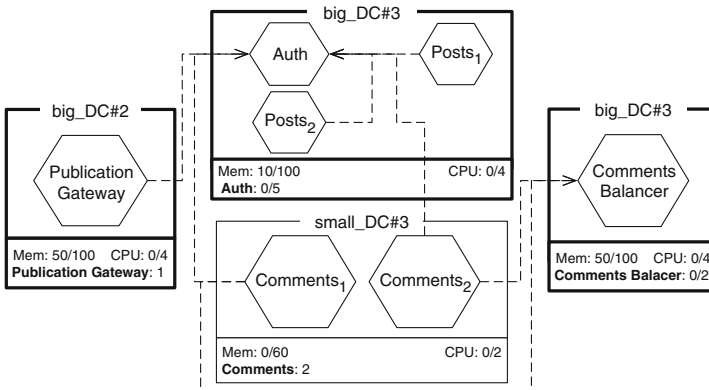 big_DC#3
Auth
Posts1
Posts2
Mem: 10/100 CPU: 0/4
Auth: 0/5
big_DC#2
Publication
Gateway
Mem: 50/100 CPU: 0/4
Publication Gateway: 1
big_DC#3
Comments
Balancer
Mem: 50/100 CPU: 0/4
Comments Balacer: 0/2
small_DC#3
Comments1
Comments2
Mem: 0/60 CPU: 0/2
Comments: 2